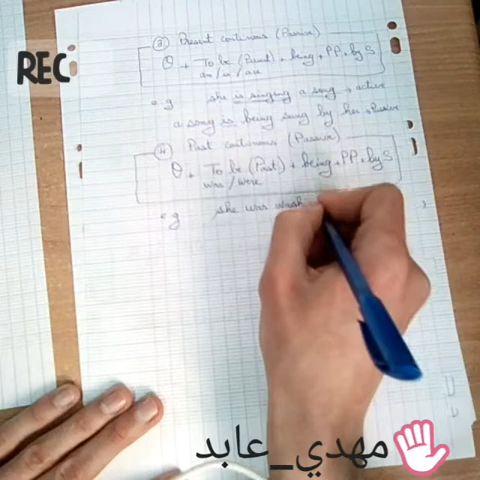 REC
③ Present continuous (Passive)
O + To be (Present) + being + PP + by S
am / is / are
e.g she is singing a song → active
a song is being sung by her → Passive
④ Past continuous (Passive)
O + To be (Past) + being + PP + by S
was / were
e.g she was wash
مهدي_عابد